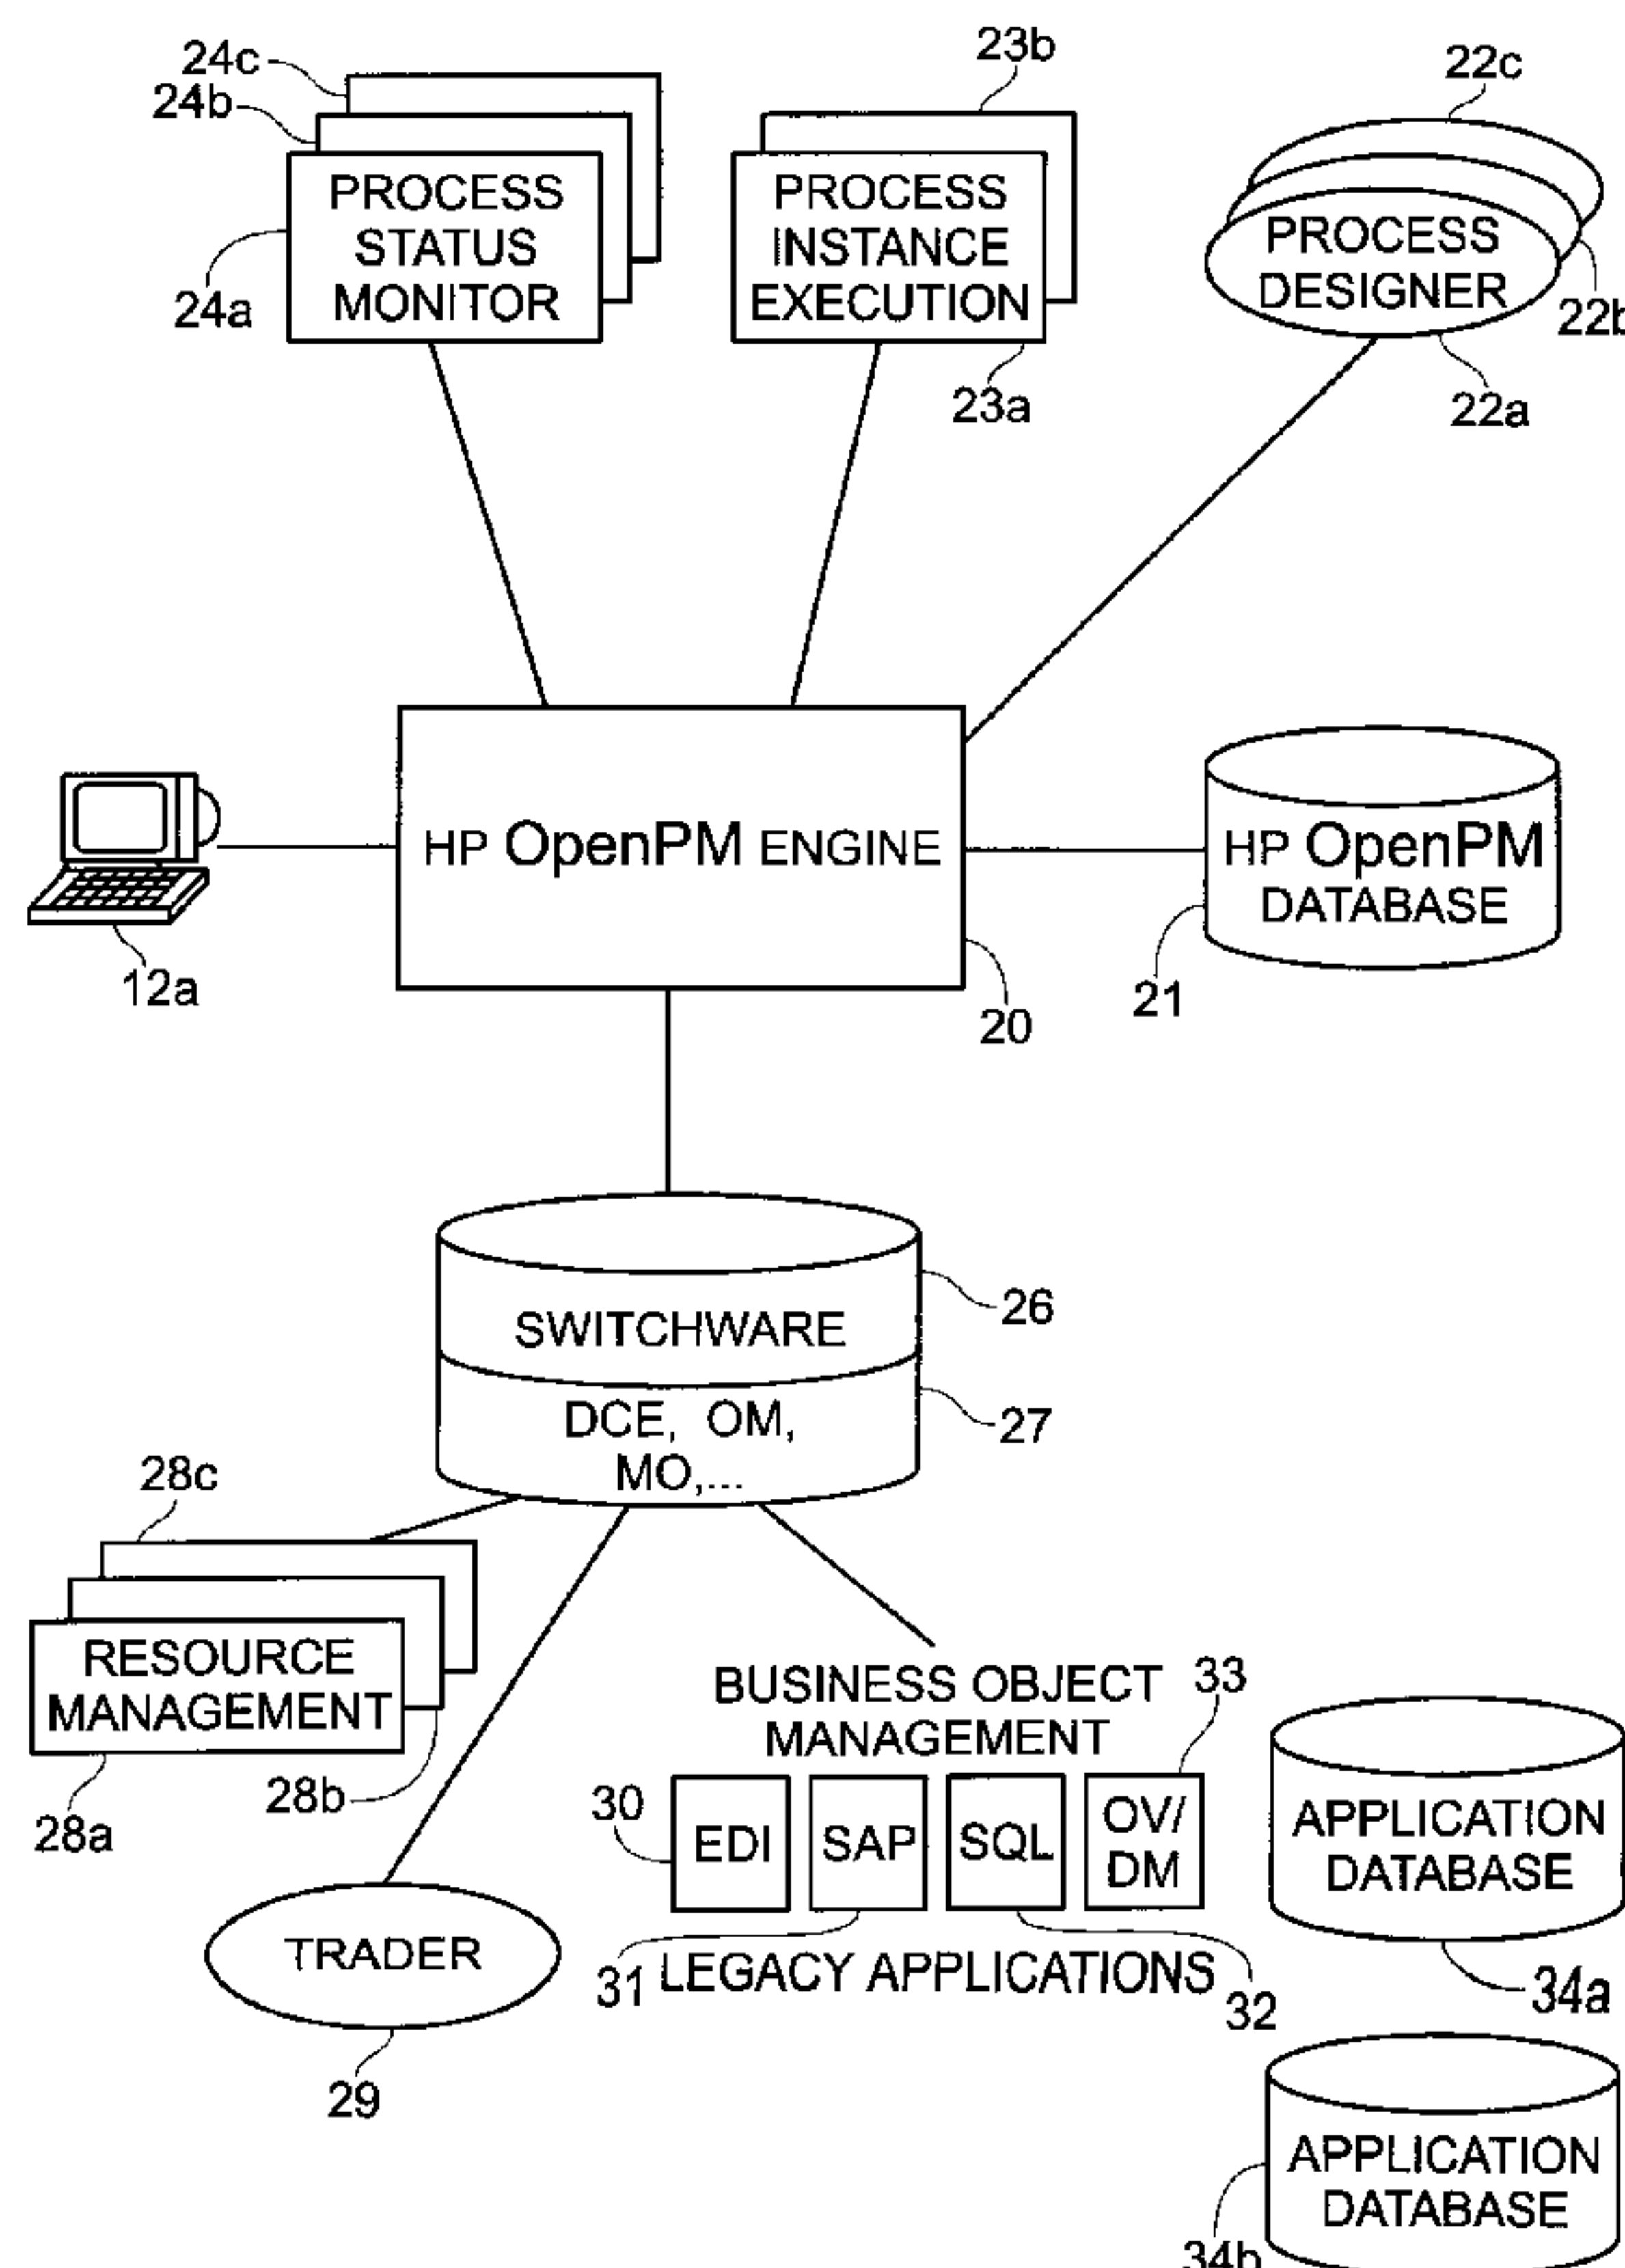 24c
23b
22c
24b
PROCESS
STATUS
MONITOR
PROCESS
INSTANCE
EXECUTION
PROCESS
DESIGNER
24a
22b
23a
22a
HP OpenPM ENGINE
HP OpenPM
DATABASE
12a
21
20
26
SWITCHWARE
27
DCE, OM,
MO,...
28c
RESOURCE
MANAGEMENT
28b
28a
BUSINESS OBJECT
MANAGEMENT
33
30
EDI
SAP
SQL
OV/
DM
APPLICATION
DATABASE
TRADER
31
LEGACY APPLICATIONS
32
34a
29
APPLICATION
DATABASE
34b